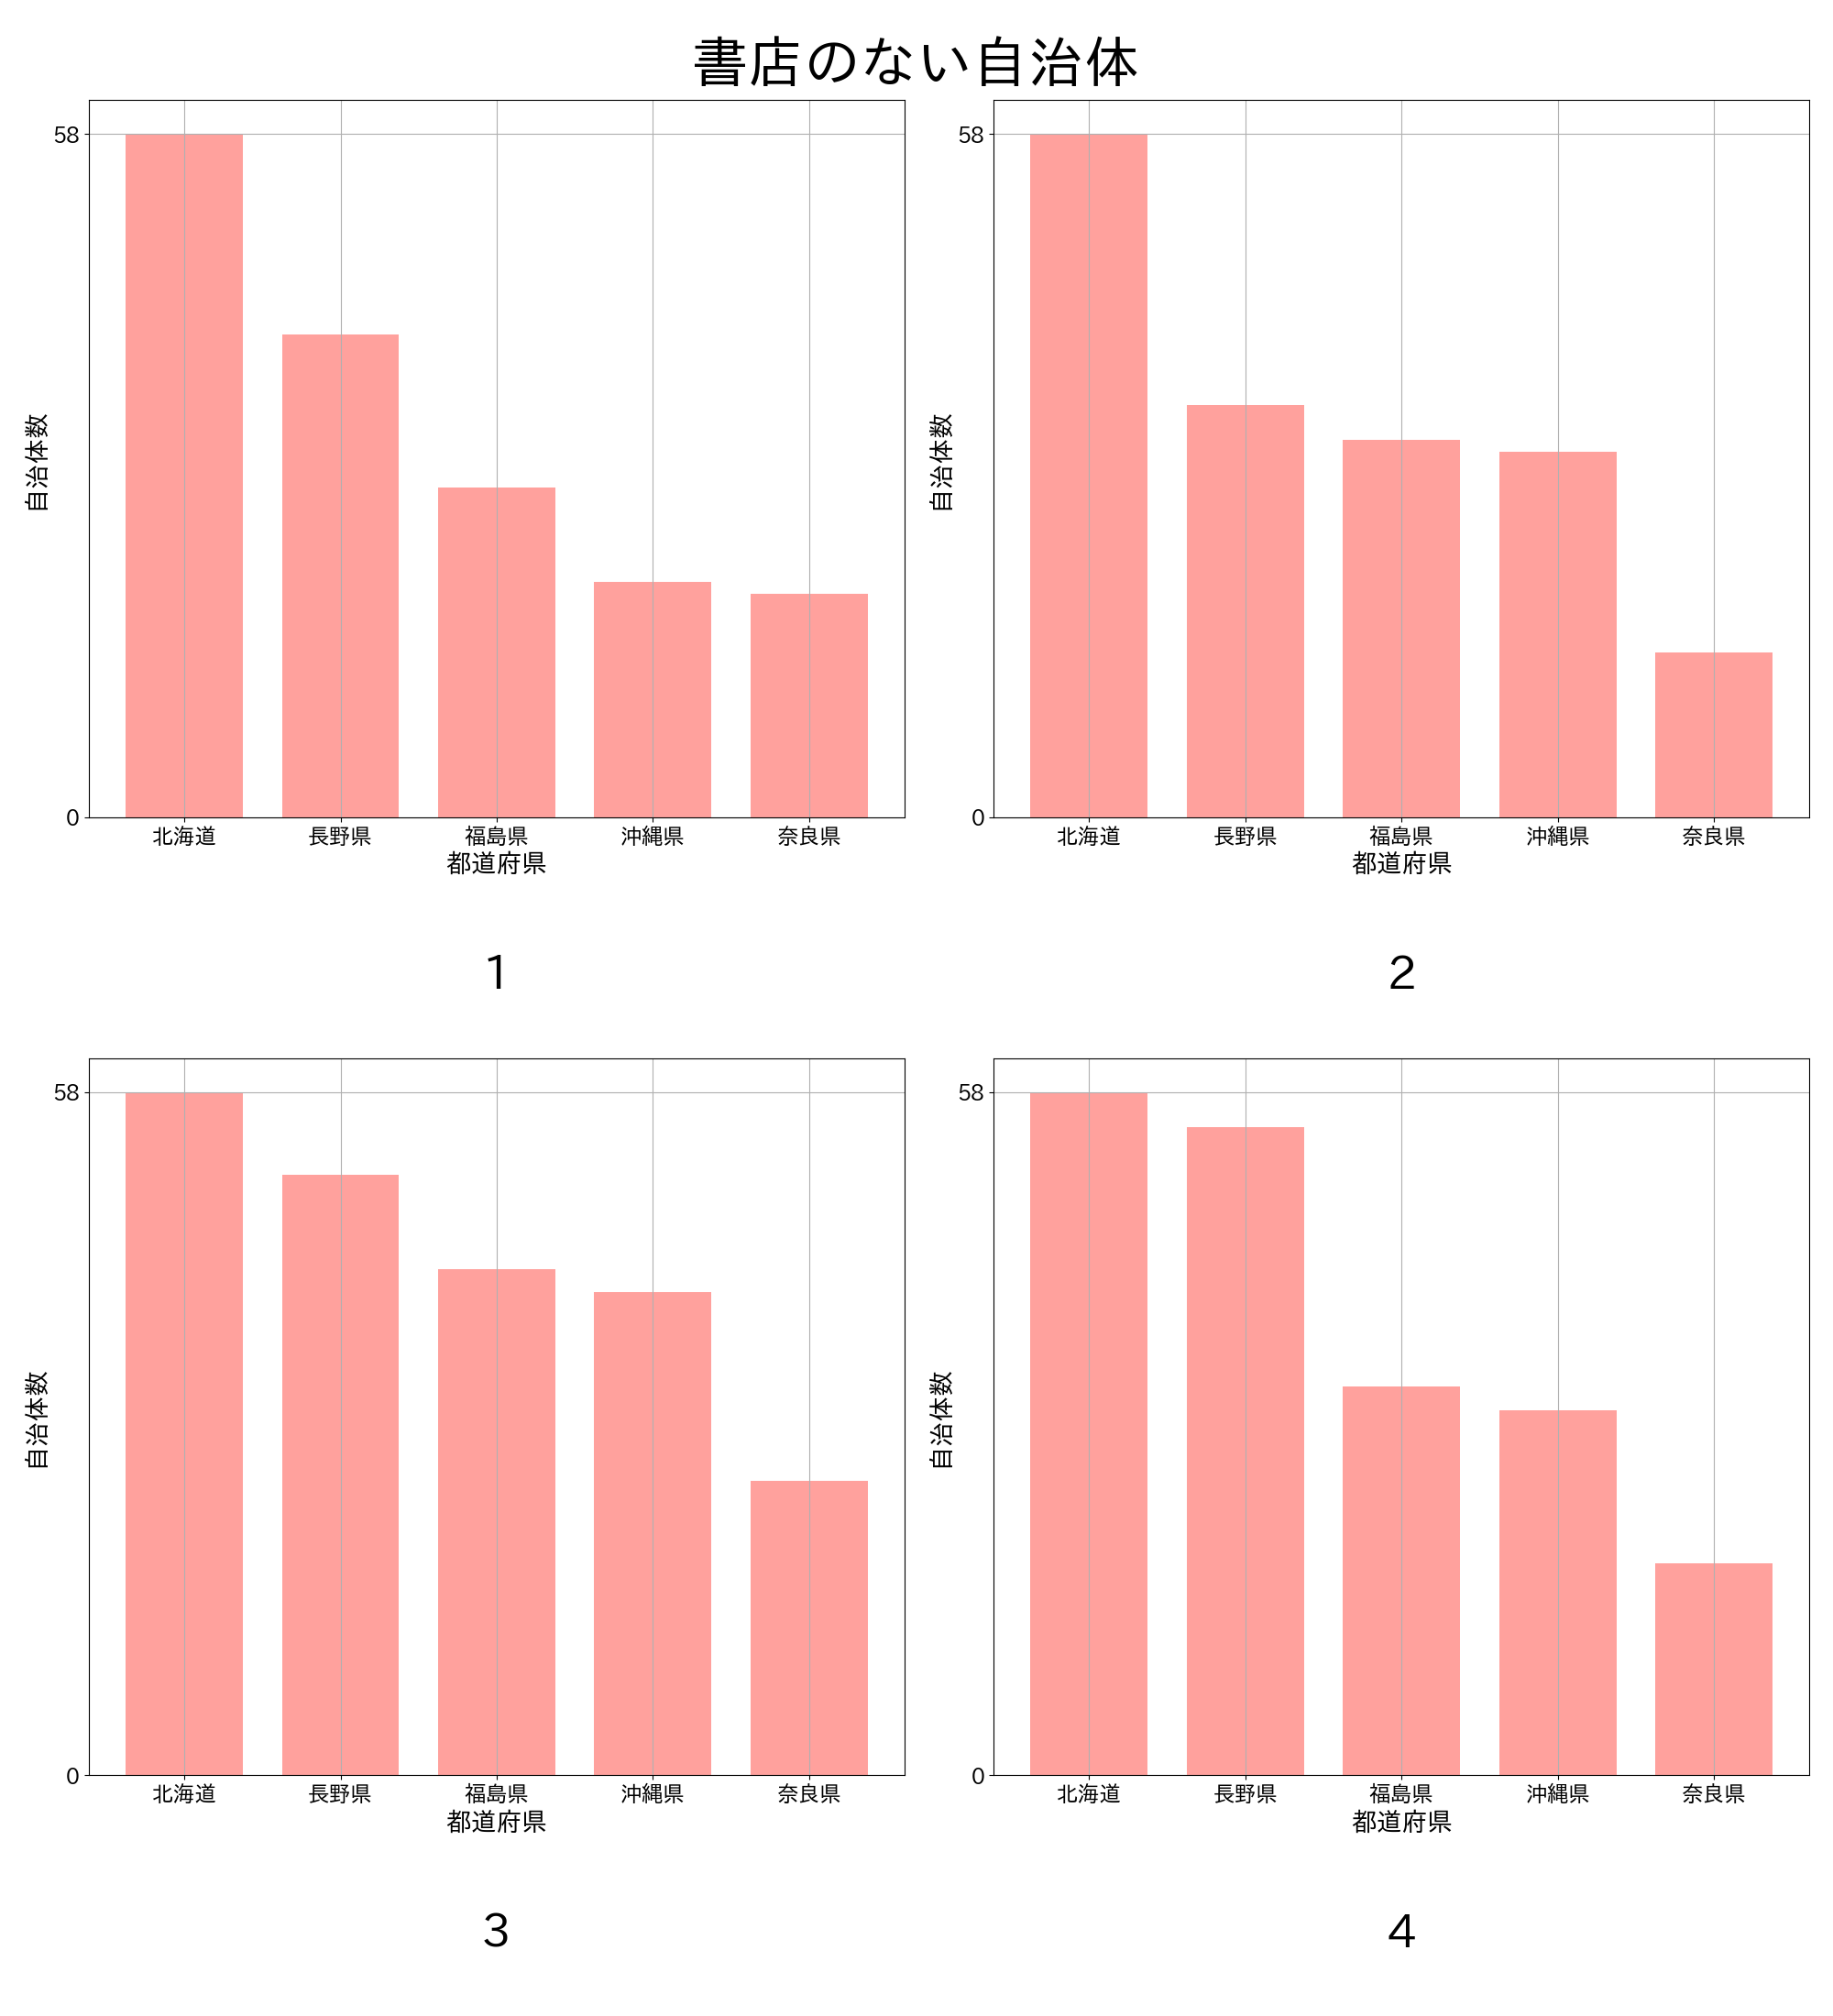 書店のない自治体
58
0
自治体数
北海道 長野県 福島県 沖縄県 奈良県
都道府県
1
58
0
自治体数
北海道 長野県 福島県 沖縄県 奈良県
都道府県
2
58
0
自治体数
北海道 長野県 福島県 沖縄県 奈良県
都道府県
3
58
0
自治体数
北海道 長野県 福島県 沖縄県 奈良県
都道府県
4